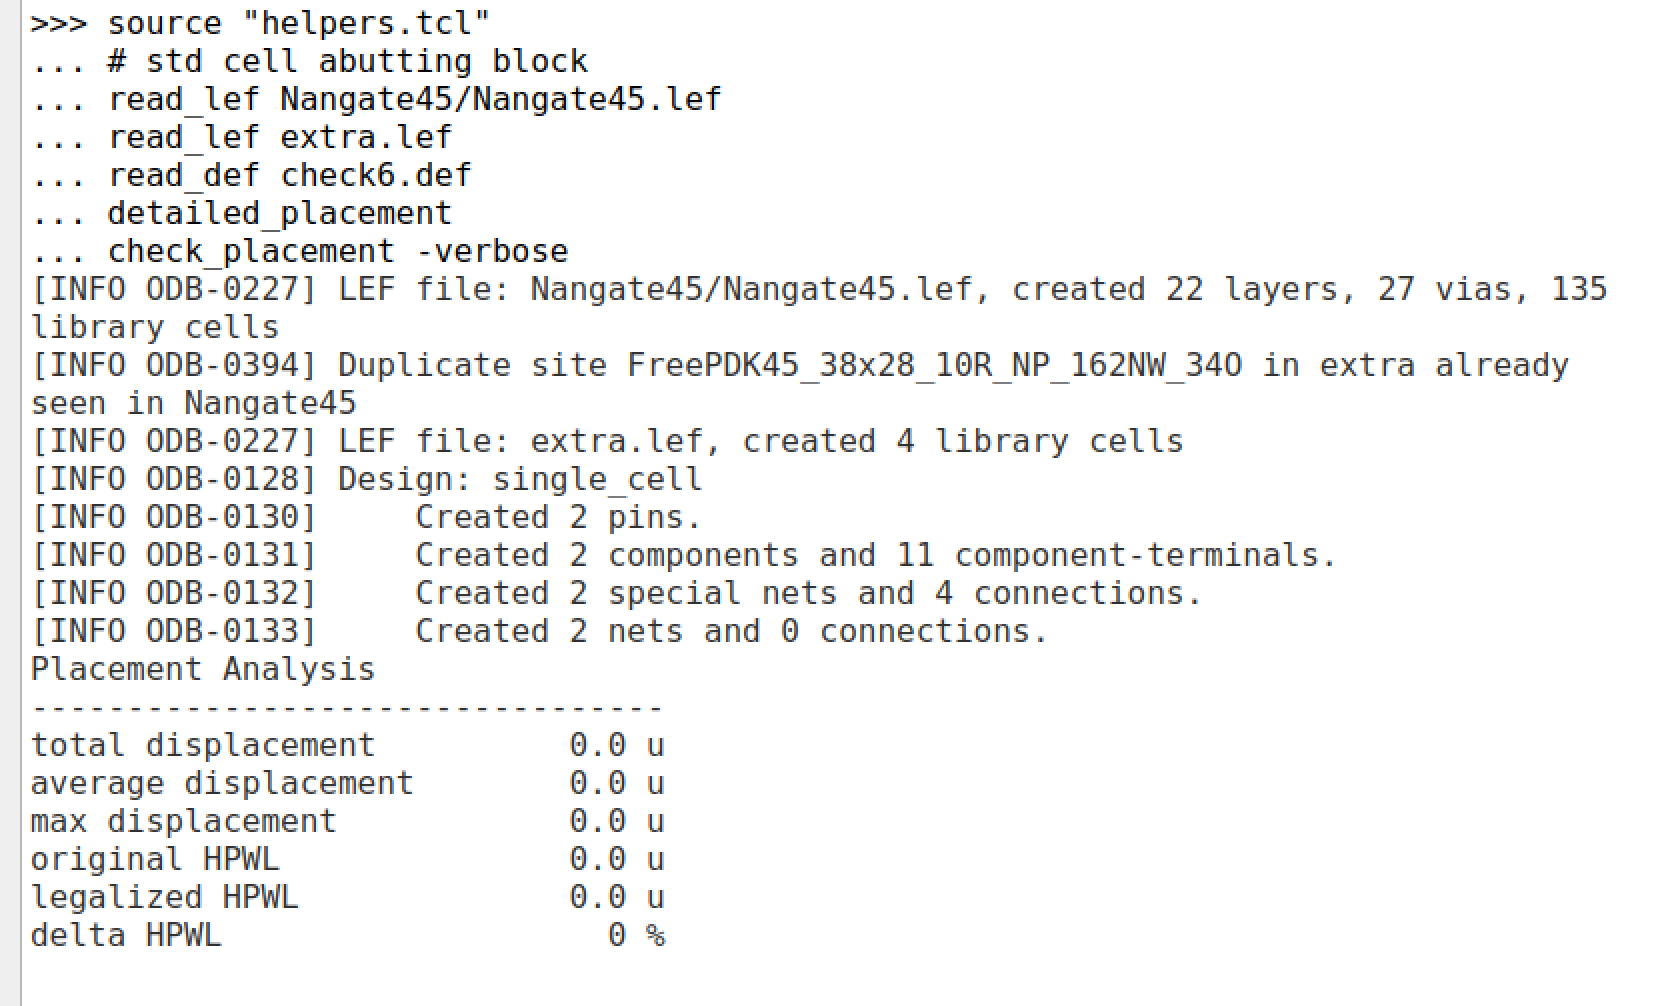 >>> source "helpers.tcl"
... # std cell abutting block
... read_lef Nangate45/Nangate45.lef
... read_lef extra.lef
... read_def check6.def
... detailed_placement
... check_placement -verbose
[INFO ODB-0227] LEF file: Nangate45/Nangate45.lef, created 22 layers, 27 vias, 135
library cells
[INFO ODB-0394] Duplicate site FreePDK45_38x28_10R_NP_162NW_34O in extra already
seen in Nangate45
[INFO ODB-0227] LEF file: extra.lef, created 4 library cells
[INFO ODB-0128] Design: single_cell
[INFO ODB-0130]     Created 2 pins.
[INFO ODB-0131]     Created 2 components and 11 component-terminals.
[INFO ODB-0132]     Created 2 special nets and 4 connections.
[INFO ODB-0133]     Created 2 nets and 0 connections.
Placement Analysis
---------------------------------
total displacement          0.0 u
average displacement        0.0 u
max displacement            0.0 u
original HPWL               0.0 u
legalized HPWL              0.0 u
delta HPWL                    0 %